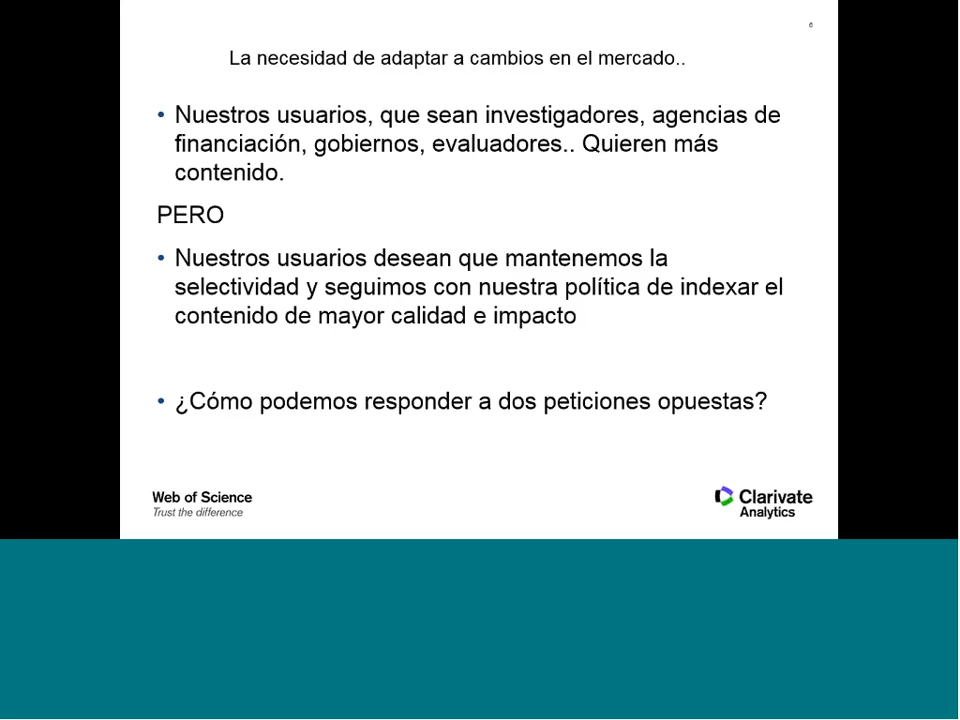 6
La necesidad de adaptar a cambios en el mercado..
• Nuestros usuarios, que sean investigadores, agencias de
financiación, gobiernos, evaluadores.. Quieren más
contenido.
PERO
• Nuestros usuarios desean que mantenemos la
selectividad y seguimos con nuestra política de indexar el
contenido de mayor calidad e impacto
• ¿Cómo podemos responder a dos peticiones opuestas?
Web of Science
Trust the difference
Clarivate
Analytics